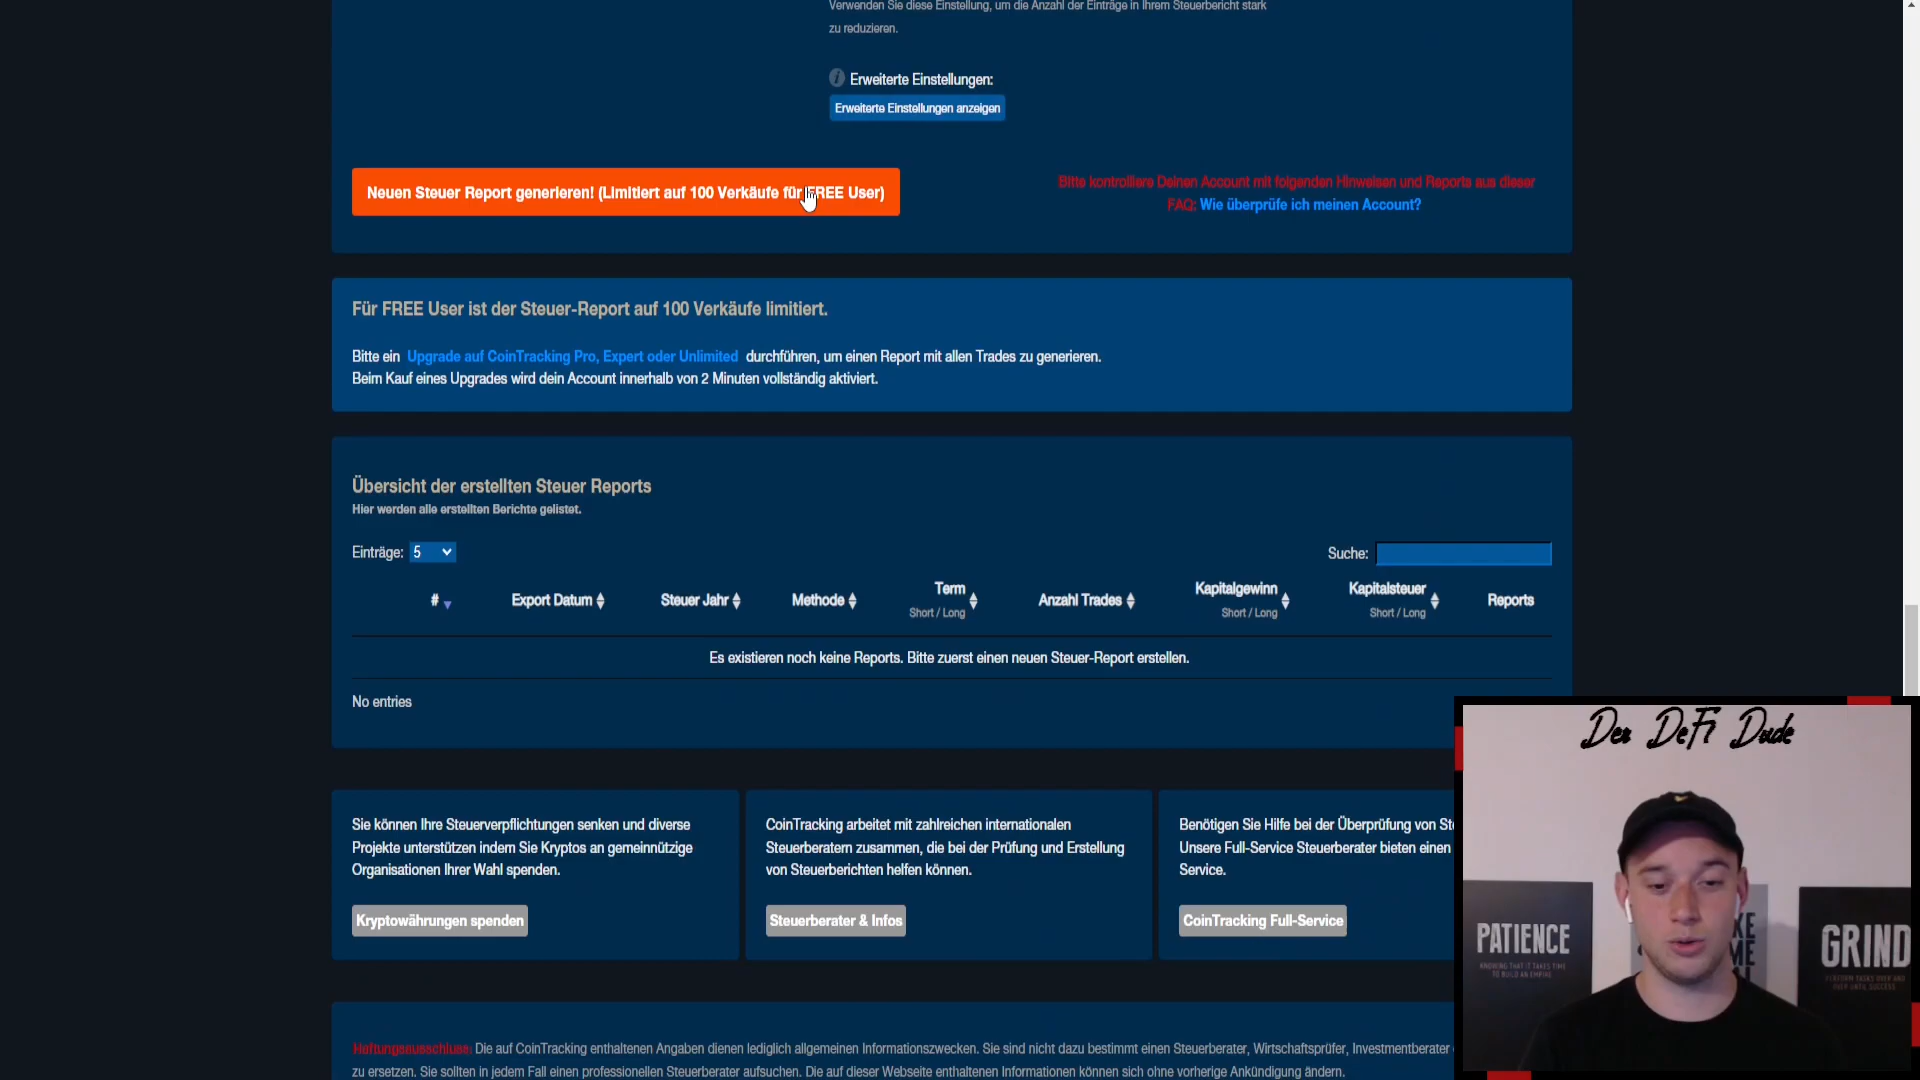 Verwenden Sie diese Einstellung, um die Anzahl der Einträge in Ihrem Steuerbericht stark
zu reduzieren.
Erweiterte Einstellungen:
Erweiterte Einstellungen anzeigen
Neuen Steuer Report generieren! (Limitiert auf 100 Verkäufe für FREE User)
Bitte kontrolliere Deinen Account mit folgenden Hinweisen und Reports aus dieser
FAQ: Wie überprüfe ich meinen Account?
Für FREE User ist der Steuer-Report auf 100 Verkäufe limitiert.
Bitte ein Upgrade auf CoinTracking Pro, Expert oder Unlimited durchführen, um einen Report mit allen Trades zu generieren.
Beim Kauf eines Upgrades wird dein Account innerhalb von 2 Minuten vollständig aktiviert.
Übersicht der erstellten Steuer Reports
Hier werden alle erstellten Berichte gelistet.
Einträge: 5
Suche:
# Export Datum Steuer Jahr Methode Term Anzahl Trades Kapitalgewinn Kapitalsteuer Reports
Short / Long Short / Long Short / Long
Es existieren noch keine Reports. Bitte zuerst einen neuen Steuer-Report erstellen.
No entries
Sie können Ihre Steuerverpflichtungen senken und diverse
Projekte unterstützen indem Sie Kryptos an gemeinnützige
Organisationen Ihrer Wahl spenden.
Kryptowährungen spenden
CoinTracking arbeitet mit zahlreichen internationalen
Steuerberatern zusammen, die bei der Prüfung und Erstellung
von Steuerberichten helfen können.
Steuerberater & Infos
Benötigen Sie Hilfe bei der Überprüfung von
Unsere Full-Service Steuerberater bieten einen
Service.
CoinTracking Full-Service
Der DeFi Dude
PATIENCE
KNOWING THAT IT TAKES TIME
TO BUILD AN EMPIRE
GRIND
Haftungsausschluss: Die auf CoinTracking enthaltenen Angaben dienen lediglich allgemeinen Informationszwecken. Sie sind nicht dazu bestimmt einen Steuerberater, Wirtschaftsprüfer, Investmentberater
zu ersetzen. Sie sollten in jedem Fall einen professionellen Steuerberater aufsuchen. Die auf dieser Webseite enthaltenen Informationen können sich ohne vorherige Ankündigung ändern.